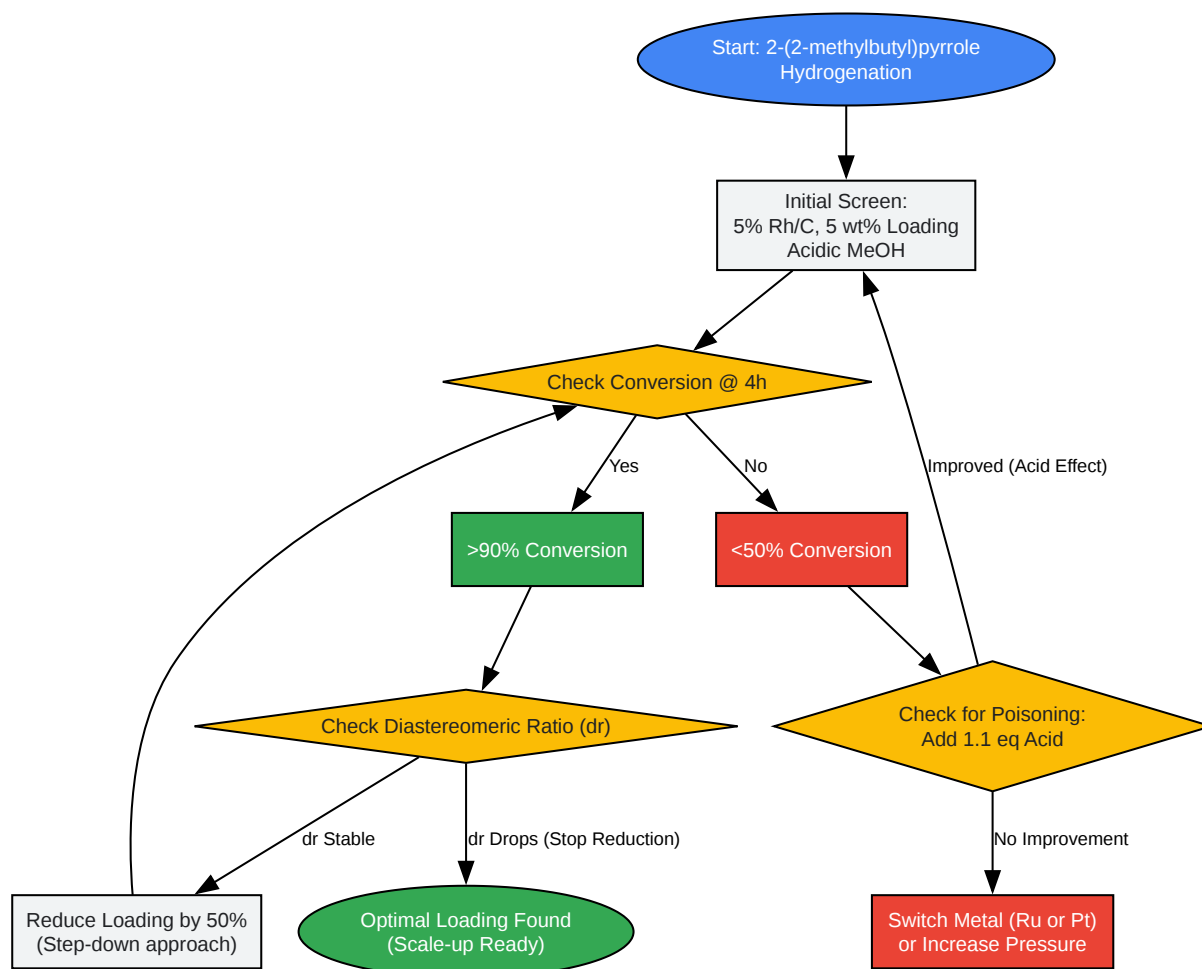 Start: 2-(2-methylbutyl)pyrrole
Hydrogenation
Initial Screen:
5% Rh/C, 5 wt% Loading
Acidic MeOH
Check Conversion @ 4h
Yes
No
Improved (Acid Effect)
>90% Conversion
<50% Conversion
Check Diastereomeric Ratio (dr)
Check for Poisoning:
Add 1.1 eq Acid
dr Stable
dr Drops (Stop Reduction)
No Improvement
Reduce Loading by 50%
(Step-down approach)
Optimal Loading Found
(Scale-up Ready)
Switch Metal (Ru or Pt)
or Increase Pressure